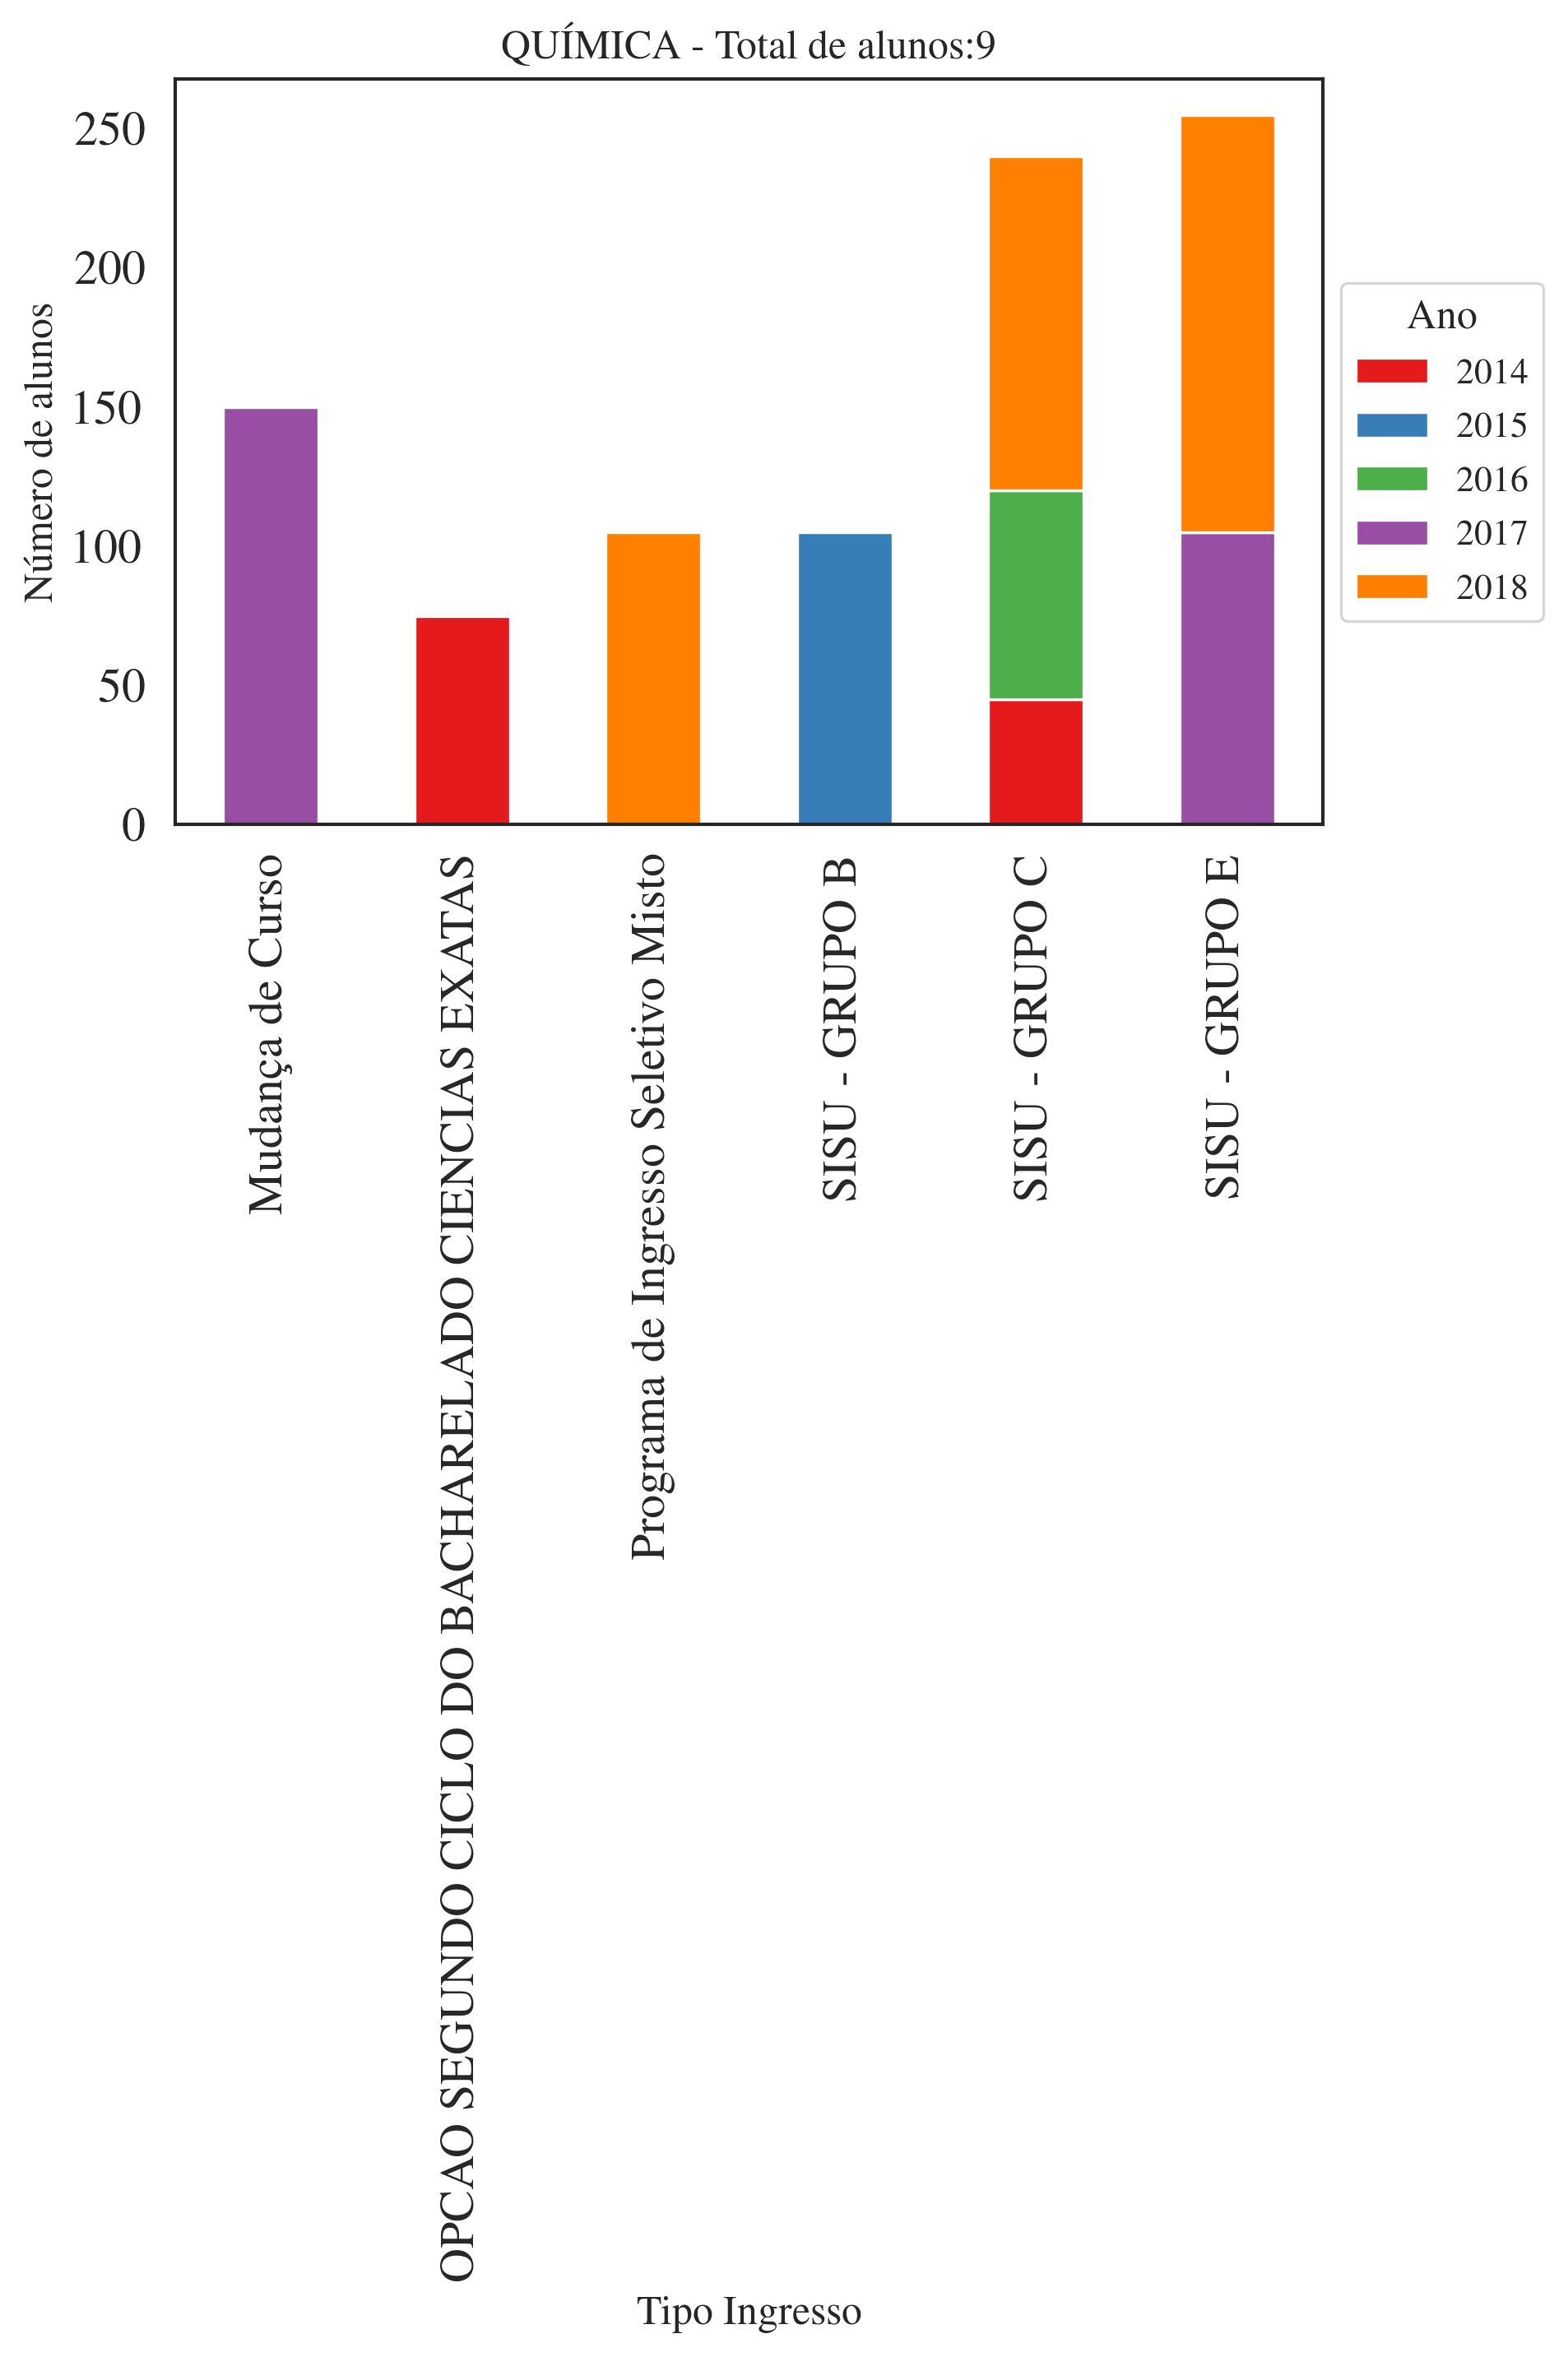 QUÍMICA - Total de alunos:9
Número de alunos
250
200
150
100
50
0
Ano
2014
2015
2016
2017
2018
Mudança de Curso
OPCAO SEGUNDO CICLO DO BACHARELADO CIENCIAS EXATAS
Programa de Ingresso Seletivo Misto
SISU - GRUPO B
SISU - GRUPO C
SISU - GRUPO E
Tipo Ingresso